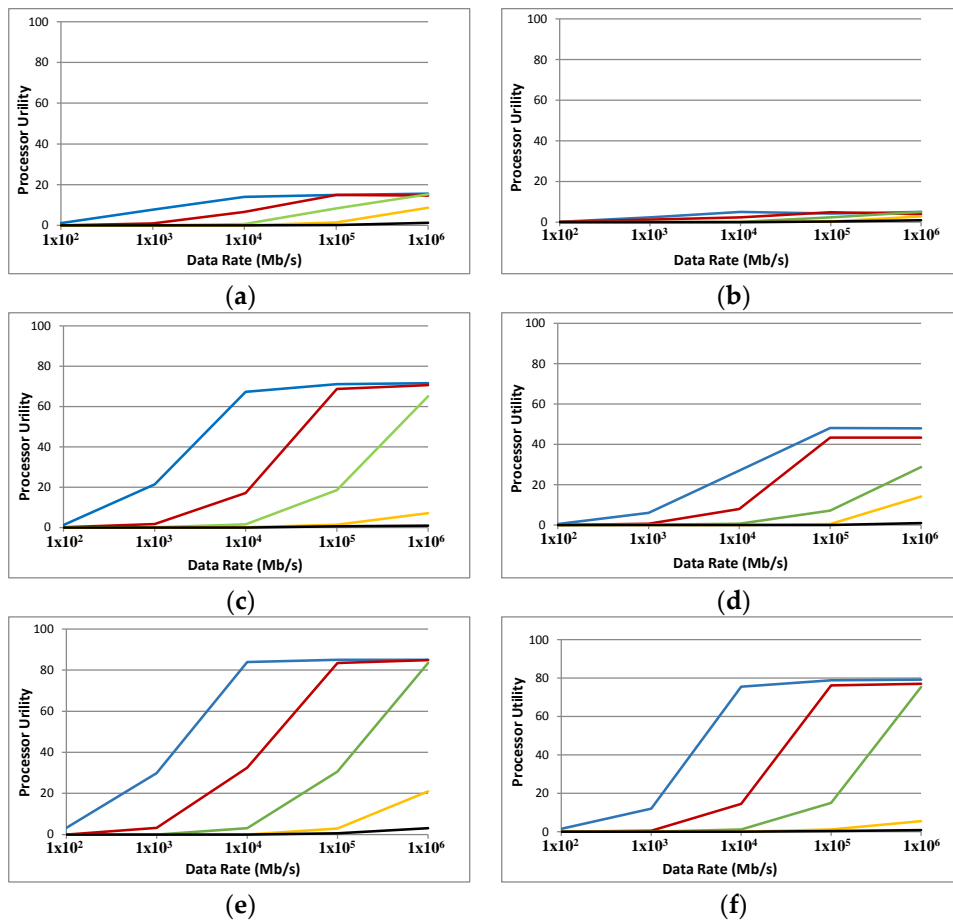 100
80
60
40
20
0
Processor Urility
1x10² 1x10³ 1x10⁴ 1x10⁵ 1x10⁶
Data Rate (Mb/s)
(a)
100
80
60
40
20
0
Processor Urility
1x10² 1x10³ 1x10⁴ 1x10⁵ 1x10⁶
Data Rate (Mb/s)
(b)
100
80
60
40
20
0
Processor Urility
1x10² 1x10³ 1x10⁴ 1x10⁵ 1x10⁶
Data Rate (Mb/s)
(c)
100
80
60
40
20
0
Processor Utility
1x10² 1x10³ 1x10⁴ 1x10⁵ 1x10⁶
Data Rate (Mb/s)
(d)
100
80
60
40
20
0
Processor Urility
1x10² 1x10³ 1x10⁴ 1x10⁵ 1x10⁶
Data Rate (Mb/s)
(e)
100
80
60
40
20
0
Processor Utility
1x10² 1x10³ 1x10⁴ 1x10⁵ 1x10⁶
Data Rate (Mb/s)
(f)